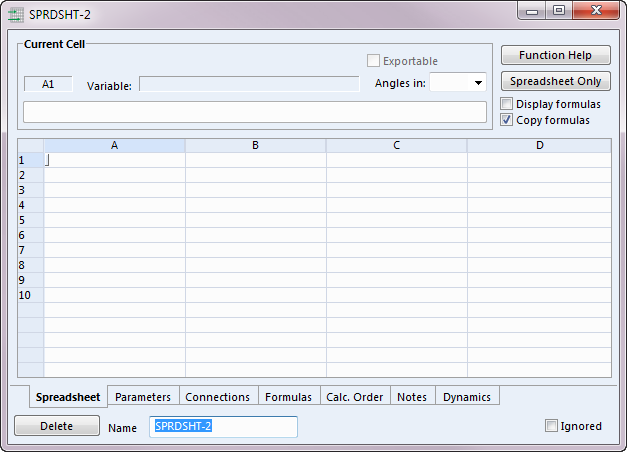 SPRDSHT-2
Current Cell
Exportable
Function Help
A1 Variable: Angles in:
Spreadsheet Only
Display formulas
Copy formulas
A B C D
1
2
3
4
5
6
7
8
9
10
Spreadsheet Parameters Connections Formulas Calc. Order Notes Dynamics
Delete Name SPRDSHT-2 Ignored